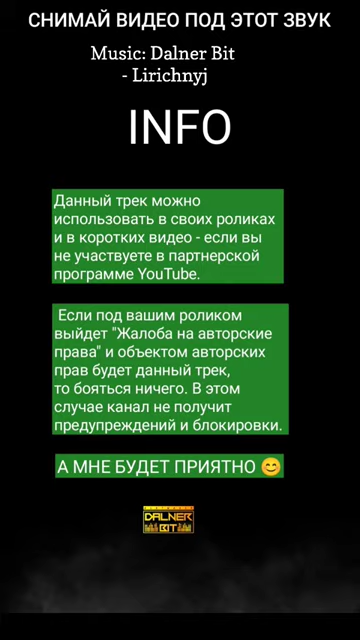 СНИМАЙ ВИДЕО ПОД ЭТОТ ЗВУК
Music: Dalner Bit
- Lirichnyj
INFO
Данный трек можно
использовать в своих роликах
и в коротких видео - если вы
не участвуете в партнерской
программе YouTube.
Если под вашим роликом
выйдет "Жалоба на авторские
права" и объектом авторских
прав будет данный трек,
то бояться ничего. В этом
случае канал не получит
предупреждений и блокировки.
А МНЕ БУДЕТ ПРИЯТНО 😊
DALNER
BIT